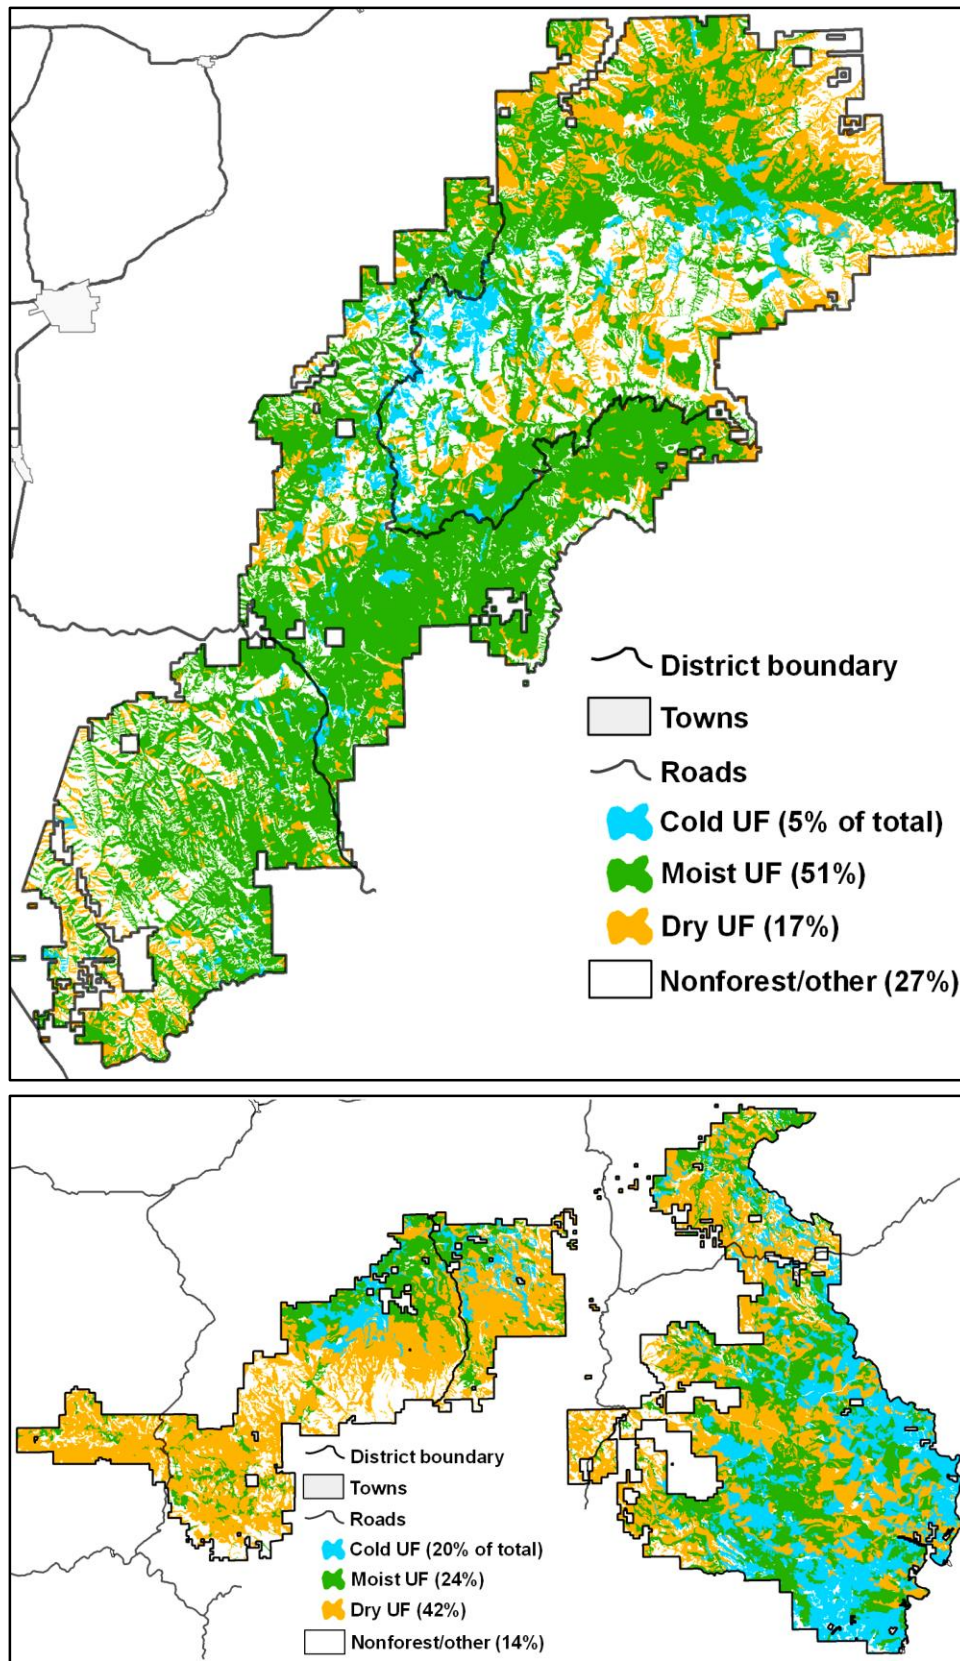 District boundary
Towns
Roads
Cold UF (5% of total)
Moist UF (51%)
Dry UF (17%)
Nonforest/other (27%)
District boundary
Towns
Roads
Cold UF (20% of total)
Moist UF (24%)
Dry UF (42%)
Nonforest/other (14%)